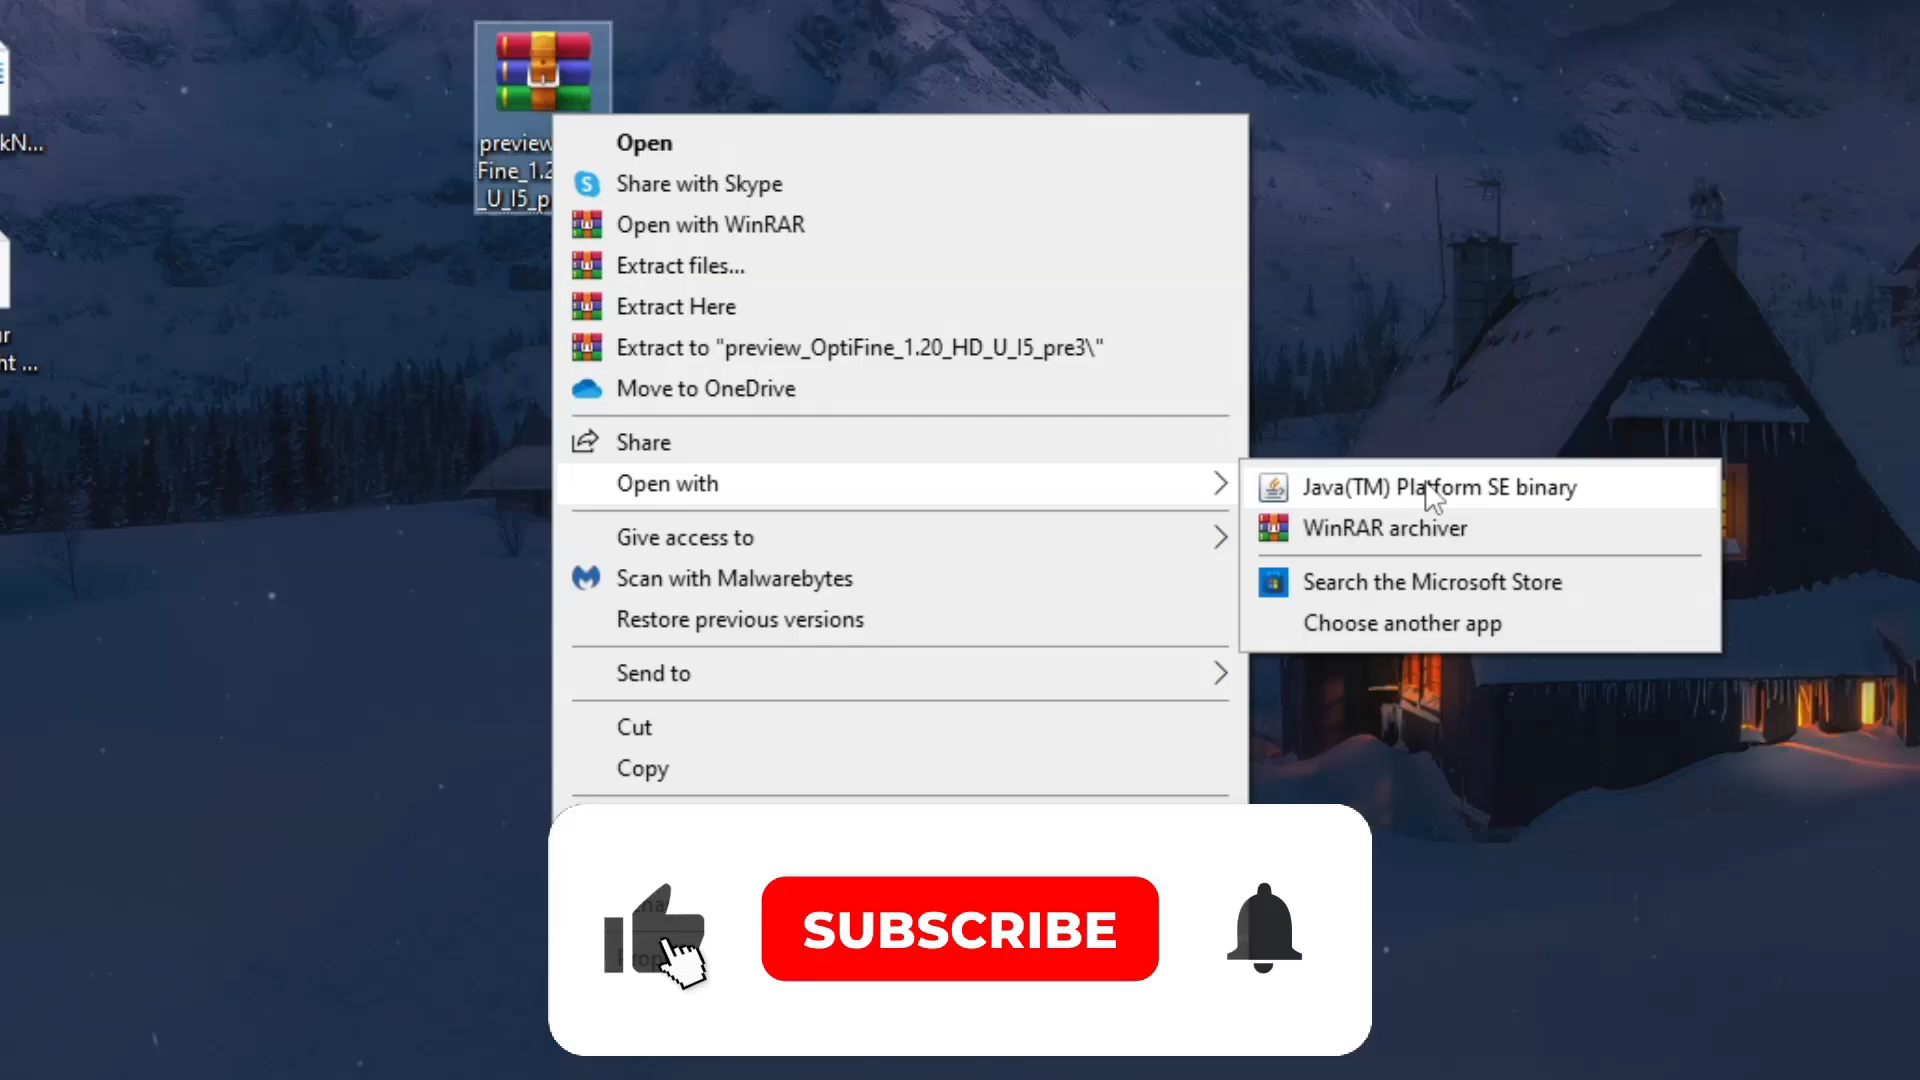 kN...
ht ...
preview
Fine_1.2
_U_I5_p
Open
Share with Skype
Open with WinRAR
Extract files...
Extract Here
Extract to "preview_OptiFine_1.20_HD_U_I5_pre3\"
Move to OneDrive
Share
Open with
Java(TM) Platform SE binary
WinRAR archiver
Search the Microsoft Store
Choose another app
Give access to
Scan with Malwarebytes
Restore previous versions
Send to
Cut
Copy
SUBSCRIBE